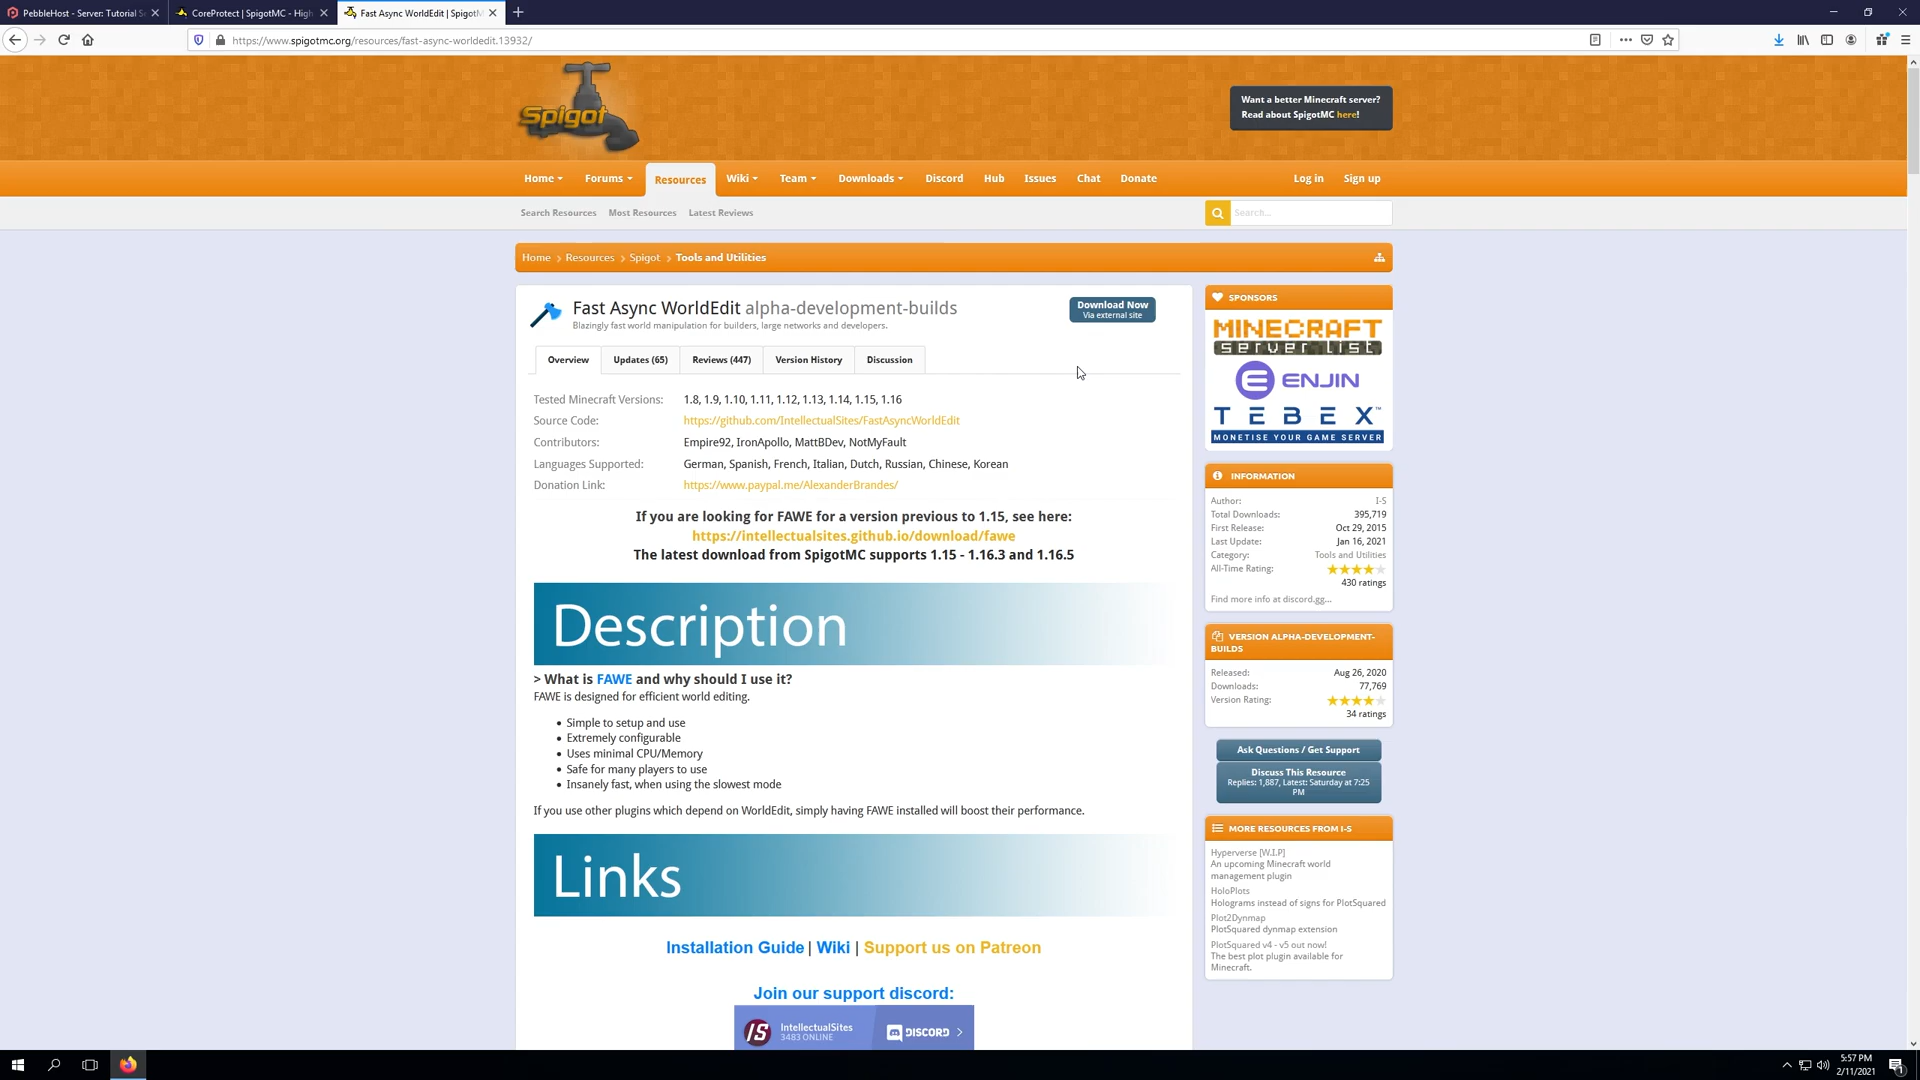 PebbleHost - Server: Tutorial S
CoreProtect | SpigotMC - High
Fast Async WorldEdit | SpigotM
https://www.spigotmc.org/resources/fast-async-worldedit.13932/
Spigot
Want a better Minecraft server?
Read about SpigotMC here!
Home Forums Resources Wiki Team Downloads Discord Hub Issues Chat Donate Log in Sign up
Search Resources Most Resources Latest Reviews
Search...
Home Resources Spigot Tools and Utilities
Fast Async WorldEdit alpha-development-builds
Blazingly fast world manipulation for builders, large networks and developers.
Download Now
Via external site
Overview Updates (65) Reviews (447) Version History Discussion
Tested Minecraft Versions: 1.8, 1.9, 1.10, 1.11, 1.12, 1.13, 1.14, 1.15, 1.16
Source Code: https://github.com/IntellectualSites/FastAsyncWorldEdit
Contributors: Empire92, IronApollo, MattBDev, NotMyFault
Languages Supported: German, Spanish, French, Italian, Dutch, Russian, Chinese, Korean
Donation Link: https://www.paypal.me/AlexanderBrandes/
If you are looking for FAWE for a version previous to 1.15, see here:
https://intellectualsites.github.io/download/fawe
The latest download from SpigotMC supports 1.15 - 1.16.3 and 1.16.5
Description
> What is FAWE and why should I use it?
FAWE is designed for efficient world editing.
• Simple to setup and use
• Extremely configurable
• Uses minimal CPU/Memory
• Safe for many players to use
• Insanely fast, when using the slowest mode
If you use other plugins which depend on WorldEdit, simply having FAWE installed will boost their performance.
Links
Installation Guide | Wiki | Support us on Patreon
Join our support discord:
IS IntellectualSites
3483 ONLINE
DISCORD >
SPONSORS
MINECRAFT
server list
ENJIN
TEBEX™
MONETISE YOUR GAME SERVER
INFORMATION
Author: I-S
Total Downloads: 395,719
First Release: Oct 29, 2015
Last Update: Jan 16, 2021
Category: Tools and Utilities
All-Time Rating:
430 ratings
Find more info at discord.gg...
VERSION ALPHA-DEVELOPMENT-
BUILDS
Released: Aug 26, 2020
Downloads: 77,769
Version Rating:
34 ratings
Ask Questions / Get Support
Discuss This Resource
Replies: 1,887, Latest: Saturday at 7:25
PM
MORE RESOURCES FROM I-S
Hyperverse [W.I.P]
An upcoming Minecraft world
management plugin
HoloPlots
Holograms instead of signs for PlotSquared
Plot2Dynmap
PlotSquared dynmap extension
PlotSquared v4 - v5 out now!
The best plot plugin available for
Minecraft.
5:57 PM
2/11/2021
1